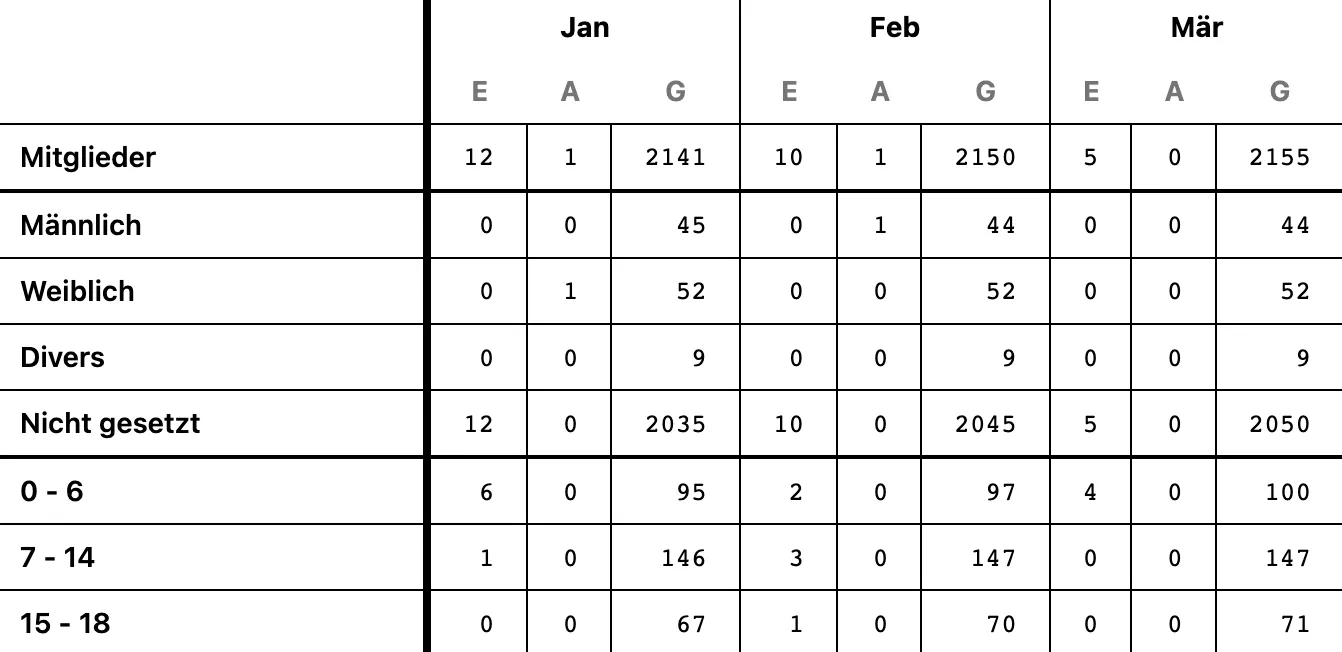 Jan Feb Mär
E A G E A G E A G
Mitglieder 12 1 2141 10 1 2150 5 0 2155
Männlich 0 0 45 0 1 44 0 0 44
Weiblich 0 1 52 0 0 52 0 0 52
Divers 0 0 9 0 0 9 0 0 9
Nicht gesetzt 12 0 2035 10 0 2045 5 0 2050
0 - 6 6 0 95 2 0 97 4 0 100
7 - 14 1 0 146 3 0 147 0 0 147
15 - 18 0 0 67 1 0 70 0 0 71